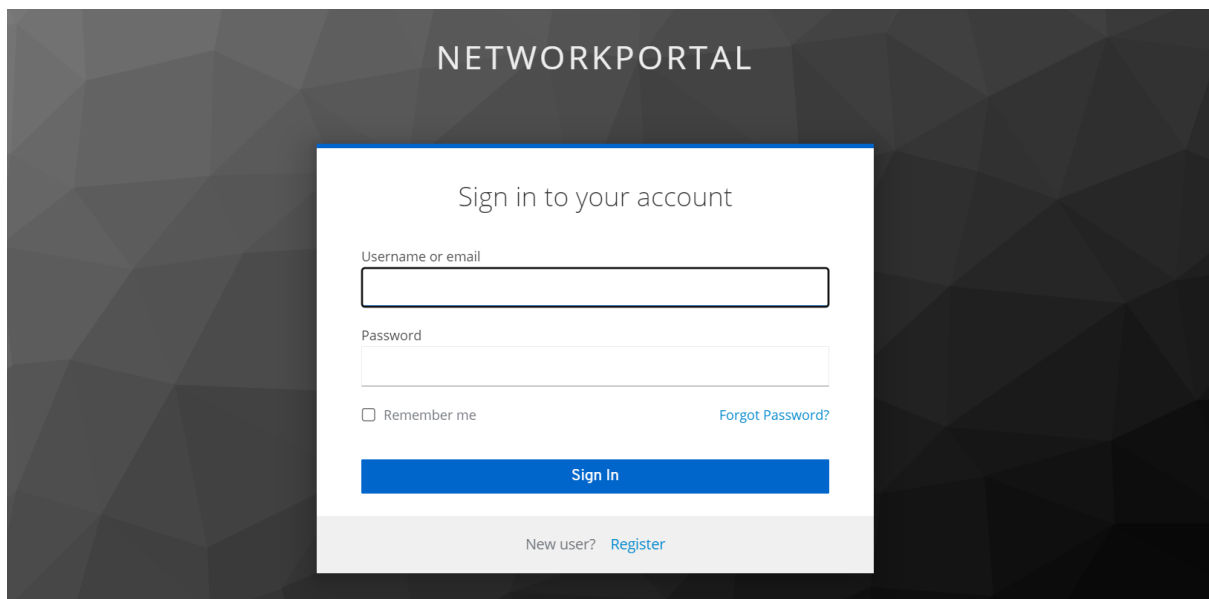 NETWORKPORTAL
Sign in to your account
Username or email
Password
Remember me Forgot Password?
Sign In
New user? Register